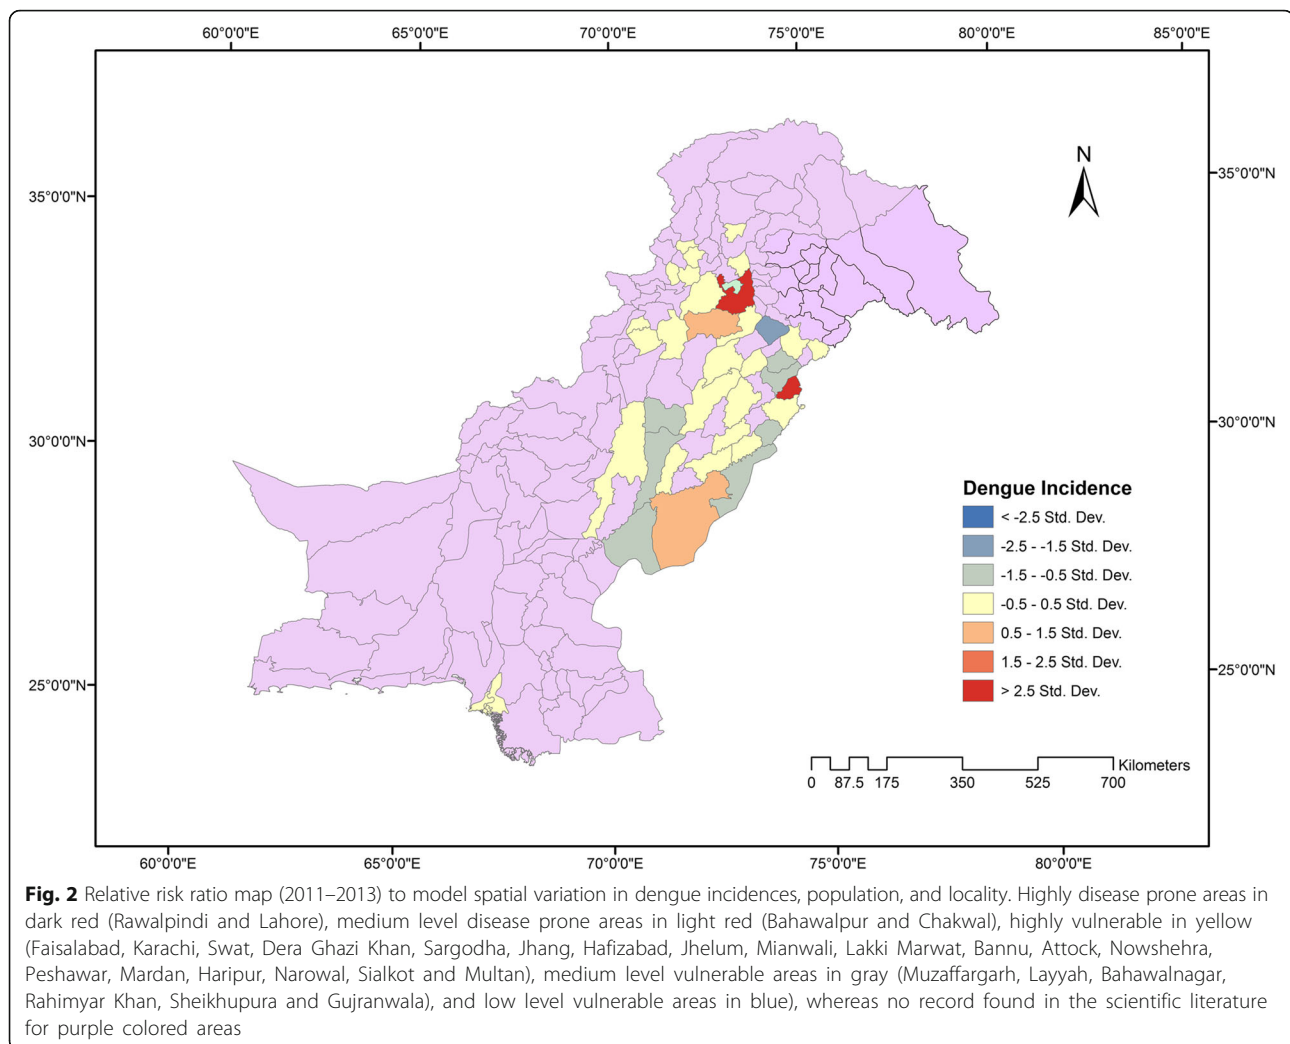 60°0'0"E 65°0'0"E 70°0'0"E 75°0'0"E 80°0'0"E 85°0'0"E
N
35°0'0"N 35°0'0"N
30°0'0"N 30°0'0"N
25°0'0"N 25°0'0"N
Dengue Incidence
< -2.5 Std. Dev.
-2.5 - -1.5 Std. Dev.
-1.5 - -0.5 Std. Dev.
-0.5 - 0.5 Std. Dev.
0.5 - 1.5 Std. Dev.
1.5 - 2.5 Std. Dev.
> 2.5 Std. Dev.
Kilometers
0 87.5 175 350 525 700
60°0'0"E 65°0'0"E 70°0'0"E 75°0'0"E 80°0'0"E
Fig. 2 Relative risk ratio map (2011–2013) to model spatial variation in dengue incidences, population, and locality. Highly disease prone areas in
dark red (Rawalpindi and Lahore), medium level disease prone areas in light red (Bahawalpur and Chakwal), highly vulnerable in yellow
(Faisalabad, Karachi, Swat, Dera Ghazi Khan, Sargodha, Jhang, Hafizabad, Jhelum, Mianwali, Lakki Marwat, Bannu, Attock, Nowshehra,
Peshawar, Mardan, Haripur, Narowal, Sialkot and Multan), medium level vulnerable areas in gray (Muzaffargarh, Layyah, Bahawalnagar,
Rahimyar Khan, Sheikhupura and Gujranwala), and low level vulnerable areas in blue), whereas no record found in the scientific literature
for purple colored areas